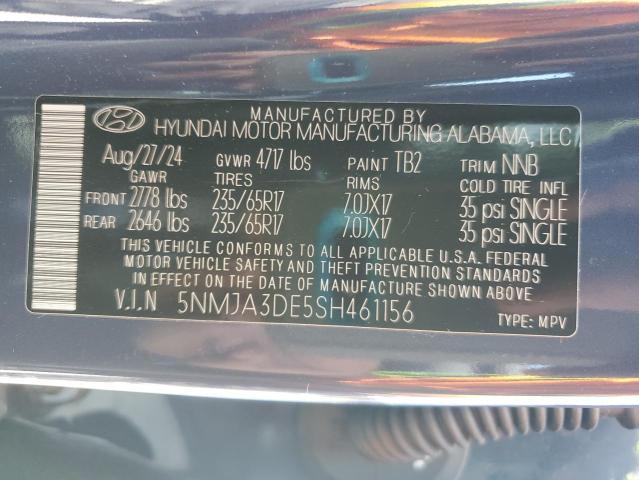 MANUFACTURED BY
HYUNDAI MOTOR MANUFACTURING ALABAMA, LLC
Aug/27/24 GVWR 4717 lbs PAINT TB2 TRIM NNB
GAWR TIRES RIMS COLD TIRE INFL
FRONT 2778 lbs 235/65R17 7.0JX17 35 psi SINGLE
REAR 2646 lbs 235/65R17 7.0JX17 35 psi SINGLE
THIS VEHICLE CONFORMS TO ALL APPLICABLE U.S.A. FEDERAL
MOTOR VEHICLE SAFETY AND THEFT PREVENTION STANDARDS
IN EFFECT ON THE DATE OF MANUFACTURE SHOWN ABOVE
V.I.N 5NMJA3DE5SH461156
TYPE: MPV